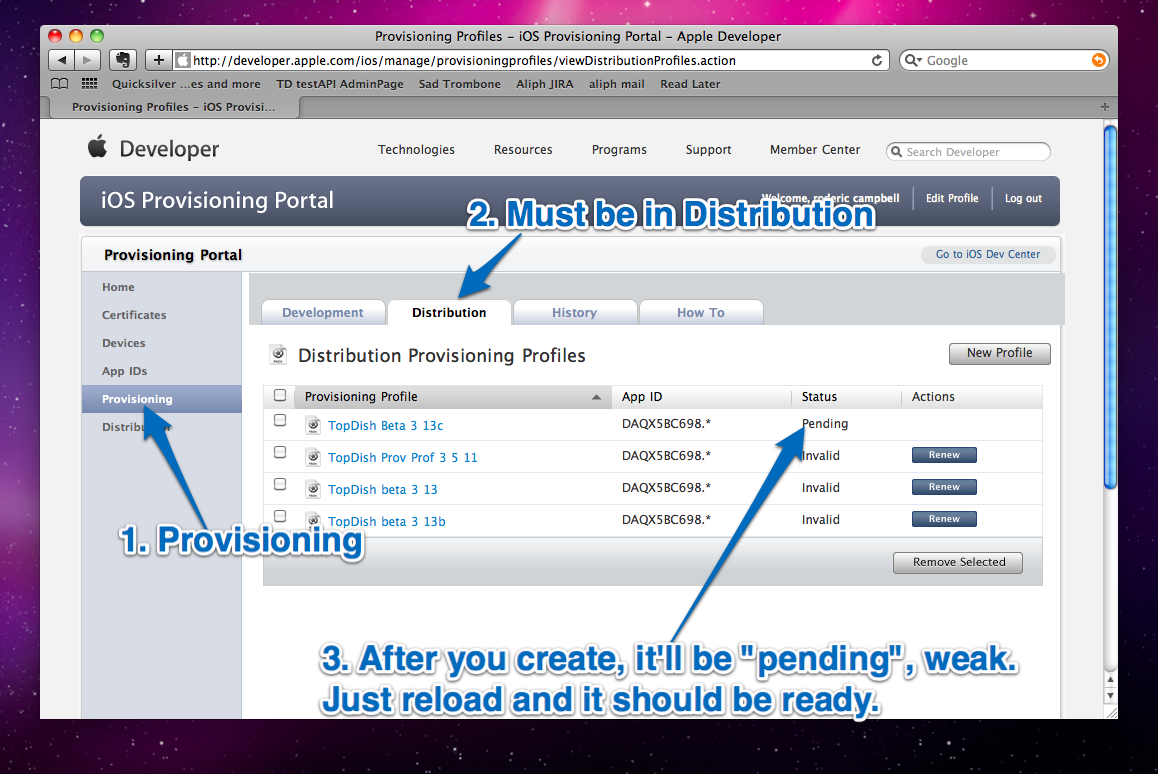 Provisioning Profiles – iOS Provisioning Portal – Apple Developer
http://developer.apple.com/ios/manage/provisioningprofiles/viewDistributionProfiles.action
Google
Quicksilver ...es and more TD testAPI AdminPage Sad Trombone Aliph JIRA aliph mail Read Later
Provisioning Profiles – iOS Provisi...
Developer
Technologies Resources Programs Support Member Center Search Developer
iOS Provisioning Portal
Welcome, roderic campbell Edit Profile Log out
2. Must be in Distribution
Provisioning Portal
Go to iOS Dev Center
Home
Certificates
Devices
App IDs
Provisioning
Development Distribution History How To
Distribution Provisioning Profiles
New Profile
Provisioning Profile App ID Status Actions
TopDish Beta 3 13c DAQX5BC698.* Pending
TopDish Prov Prof 3 5 11 DAQX5BC698.* Invalid Renew
TopDish beta 3 13 DAQX5BC698.* Invalid Renew
TopDish beta 3 13b DAQX5BC698.* Invalid Renew
1. Provisioning
Remove Selected
3. After you create, it'll be "pending", weak.
Just reload and it should be ready.